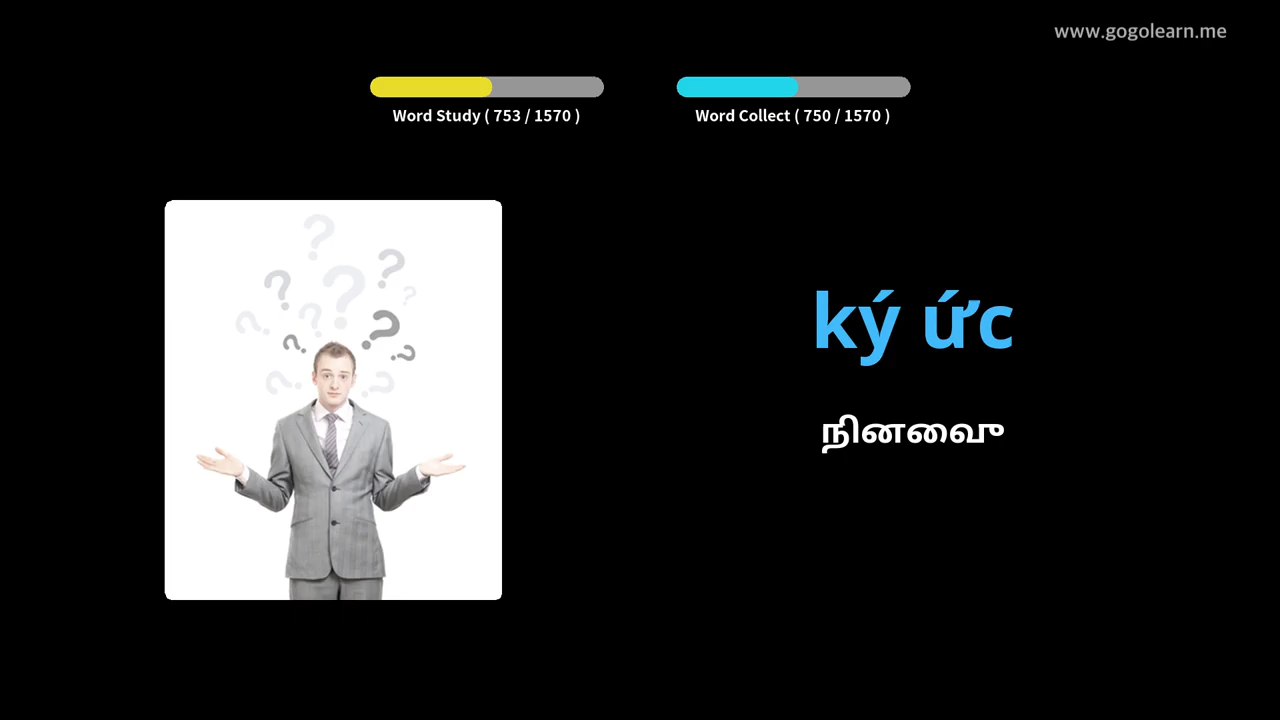 www.gogolearn.me
Word Study ( 753 / 1570 )
Word Collect ( 750 / 1570 )
ký ức
நினைவு